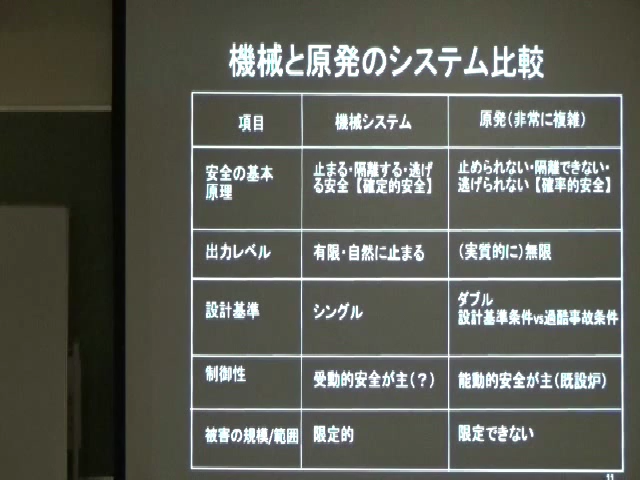 機械と原発のシステム比較
項目
機械システム
原発(非常に複雑)
安全の基本
原理
止まる・隔離する・逃げ
る安全【確定的安全】
止められない・隔離できない・
逃げられない【確率的安全】
出力レベル
有限・自然に止まる
(実質的に)無限
設計基準
シングル
ダブル
設計基準条件vs過酷事故条件
制御性
受動的安全が主(?)
能動的安全が主(既設炉)
被害の規模/範囲
限定的
限定できない
11